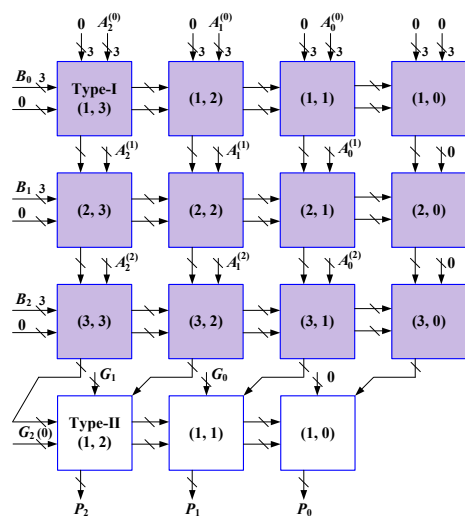 0 A₂⁽⁰⁾ 0 A₁⁽⁰⁾ 0 A₀⁽⁰⁾ 0 0
3 3 3 3 3 3 3 3
B₀ 3 Type-I
0 (1, 3) (1, 2) (1, 1) (1, 0)
A₂⁽¹⁾ A₁⁽¹⁾ A₀⁽¹⁾ 0
B₁ 3
0 (2, 3) (2, 2) (2, 1) (2, 0)
A₂⁽²⁾ A₁⁽²⁾ A₀⁽²⁾ 0
B₂ 3
0 (3, 3) (3, 2) (3, 1) (3, 0)
G₁ G₀ 0
Type-II
G₂(0) (1, 2) (1, 1) (1, 0)
P₂ P₁ P₀